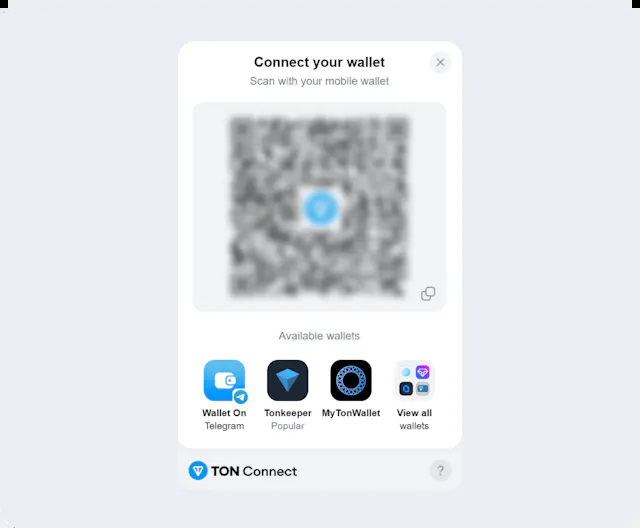 Connect your wallet
Scan with your mobile wallet
Available wallets
Wallet On
Telegram
Tonkeeper
Popular
MyTonWallet
View all
wallets
TON Connect
?